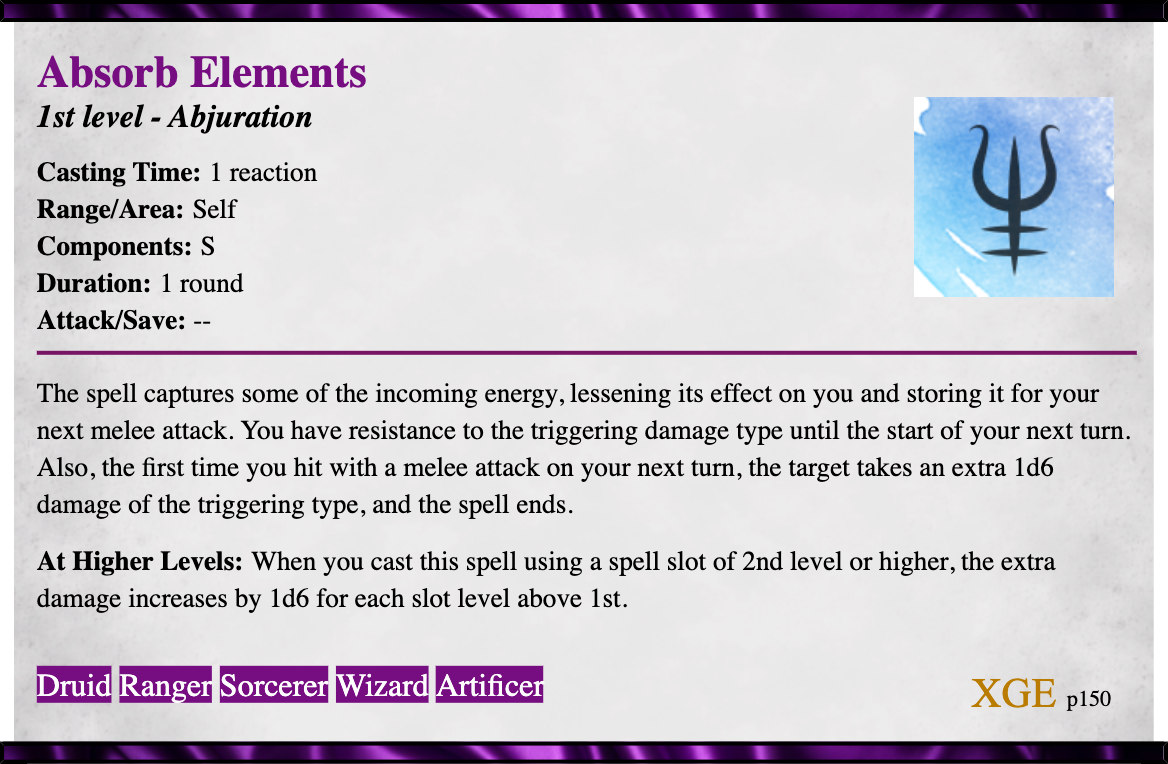 Absorb Elements
1st level - Abjuration
Casting Time: 1 reaction
Range/Area: Self
Components: S
Duration: 1 round
Attack/Save: --
The spell captures some of the incoming energy, lessening its effect on you and storing it for your
next melee attack. You have resistance to the triggering damage type until the start of your next turn.
Also, the first time you hit with a melee attack on your next turn, the target takes an extra 1d6
damage of the triggering type, and the spell ends.
At Higher Levels: When you cast this spell using a spell slot of 2nd level or higher, the extra
damage increases by 1d6 for each slot level above 1st.
Druid Ranger Sorcerer Wizard Artificer
XGE p150